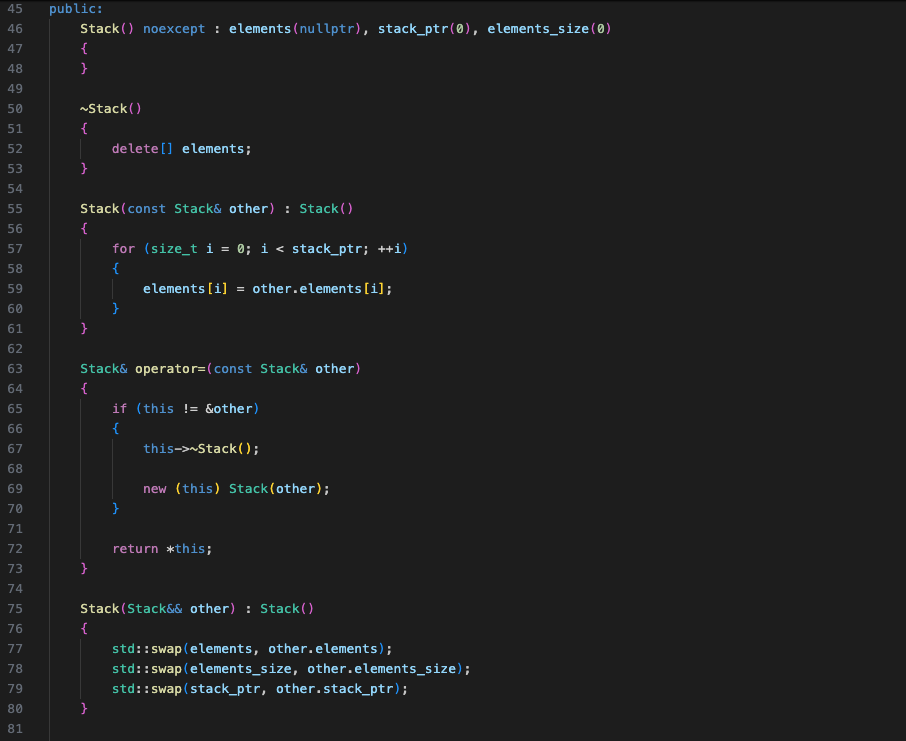 45 public:
46 Stack() noexcept : elements(nullptr), stack_ptr(0), elements_size(0)
47 {
48 }
49
50 ~Stack()
51 {
52 delete[] elements;
53 }
54
55 Stack(const Stack& other) : Stack()
56 {
57 for (size_t i = 0; i < stack_ptr; ++i)
58 {
59 elements[i] = other.elements[i];
60 }
61 }
62
63 Stack& operator=(const Stack& other)
64 {
65 if (this != &other)
66 {
67 this->~Stack();
68
69 new (this) Stack(other);
70 }
71
72 return *this;
73 }
74
75 Stack(Stack&& other) : Stack()
76 {
77 std::swap(elements, other.elements);
78 std::swap(elements_size, other.elements_size);
79 std::swap(stack_ptr, other.stack_ptr);
80 }
81